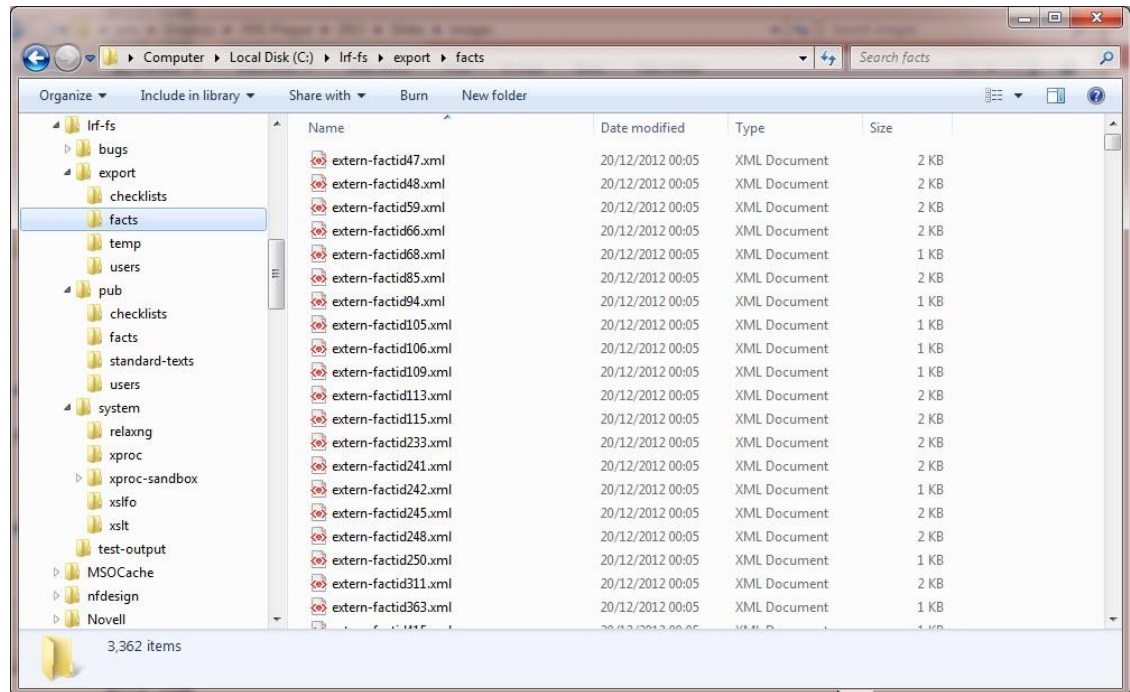 Computer ▸ Local Disk (C:) ▸ lrf-fs ▸ export ▸ facts
Search facts
Organize Include in library Share with Burn New folder
lrf-fs
bugs
export
checklists
facts
temp
users
pub
checklists
facts
standard-texts
users
system
relaxng
xproc
xproc-sandbox
xslfo
xslt
test-output
MSOCache
nfdesign
Novell
Name Date modified Type Size
extern-factid47.xml 20/12/2012 00:05 XML Document 2 KB
extern-factid48.xml 20/12/2012 00:05 XML Document 2 KB
extern-factid59.xml 20/12/2012 00:05 XML Document 2 KB
extern-factid66.xml 20/12/2012 00:05 XML Document 2 KB
extern-factid68.xml 20/12/2012 00:05 XML Document 1 KB
extern-factid85.xml 20/12/2012 00:05 XML Document 2 KB
extern-factid94.xml 20/12/2012 00:05 XML Document 1 KB
extern-factid105.xml 20/12/2012 00:05 XML Document 1 KB
extern-factid106.xml 20/12/2012 00:05 XML Document 1 KB
extern-factid109.xml 20/12/2012 00:05 XML Document 1 KB
extern-factid113.xml 20/12/2012 00:05 XML Document 2 KB
extern-factid115.xml 20/12/2012 00:05 XML Document 2 KB
extern-factid233.xml 20/12/2012 00:05 XML Document 2 KB
extern-factid241.xml 20/12/2012 00:05 XML Document 2 KB
extern-factid242.xml 20/12/2012 00:05 XML Document 1 KB
extern-factid245.xml 20/12/2012 00:05 XML Document 2 KB
extern-factid248.xml 20/12/2012 00:05 XML Document 2 KB
extern-factid250.xml 20/12/2012 00:05 XML Document 1 KB
extern-factid311.xml 20/12/2012 00:05 XML Document 2 KB
extern-factid363.xml 20/12/2012 00:05 XML Document 1 KB
3,362 items